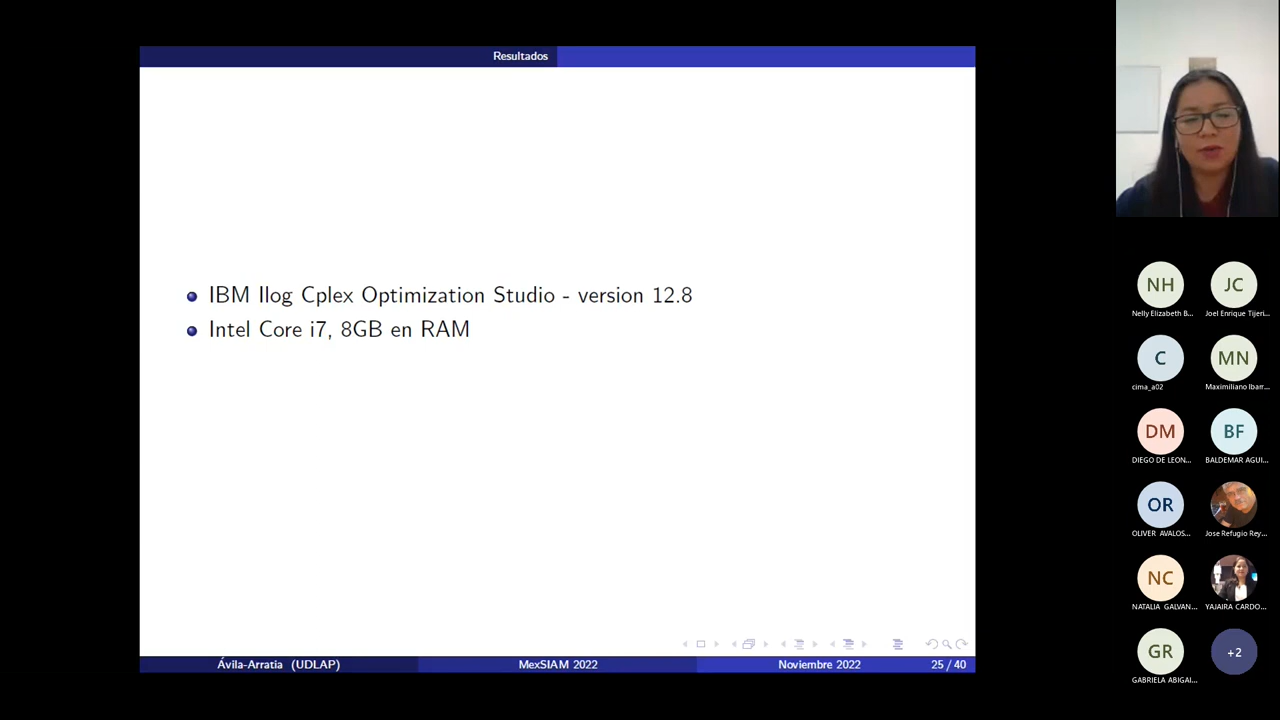 Resultados
IBM Ilog Cplex Optimization Studio - version 12.8
Intel Core i7, 8GB en RAM
Ávila-Arratia (UDLAP)
MexSIAM 2022
Noviembre 2022
25 / 40
NH
JC
Nelly Elizabeth B...
Joel Enrique Tijeri...
C
MN
cima_a02
Maximiliano Ibarr...
DM
BF
DIEGO DE LEON...
BALDEMAR AGUI...
OR
OLIVER AVALOS...
Jose Refugio Rey...
NC
NATALIA GALVAN...
YAJAIRA CARDO...
GR
+2
GABRIELA ABIGAI...